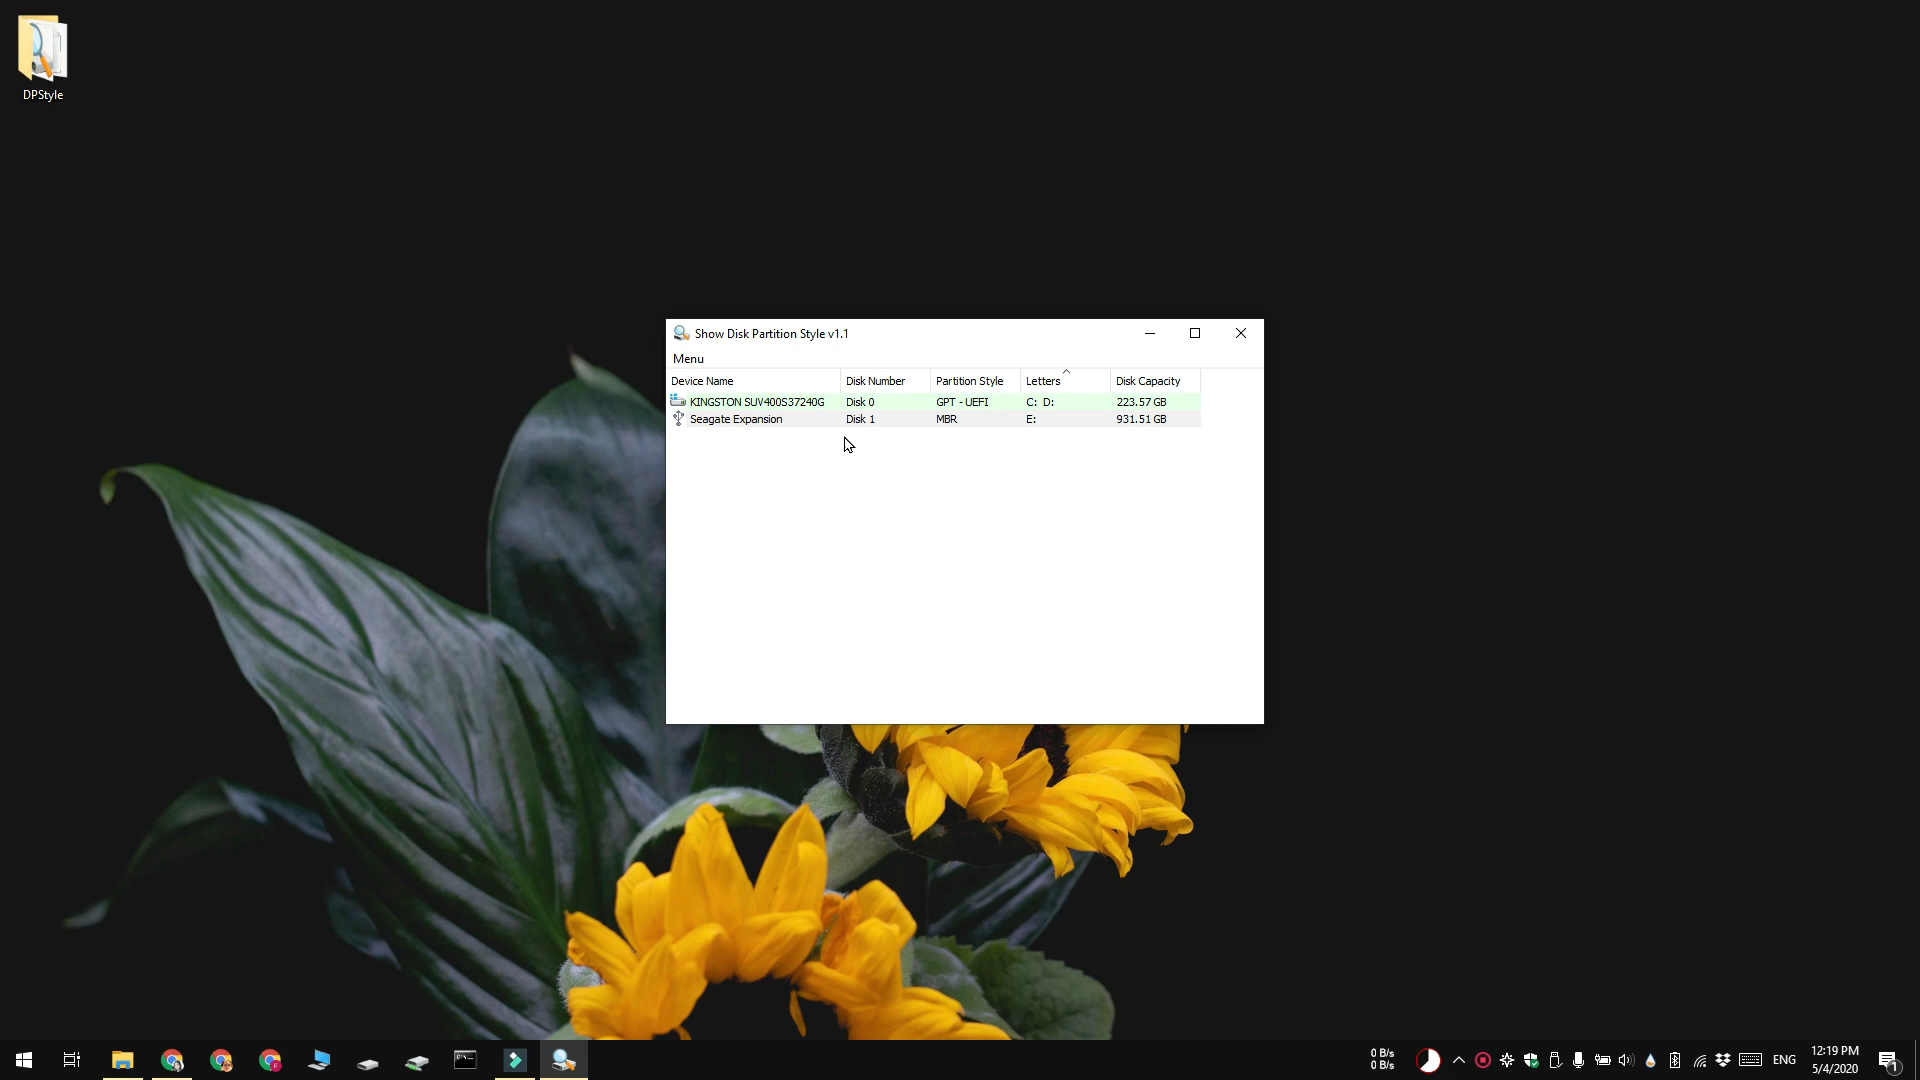 DPStyle
Show Disk Partition Style v1.1
Menu
Device Name Disk Number Partition Style Letters Disk Capacity
KINGSTON SUV400S37240G Disk 0 GPT - UEFI C: D: 223.57 GB
Seagate Expansion Disk 1 MBR E: 931.51 GB
0 B/s
0 B/s
ENG
12:19 PM
5/4/2020
1